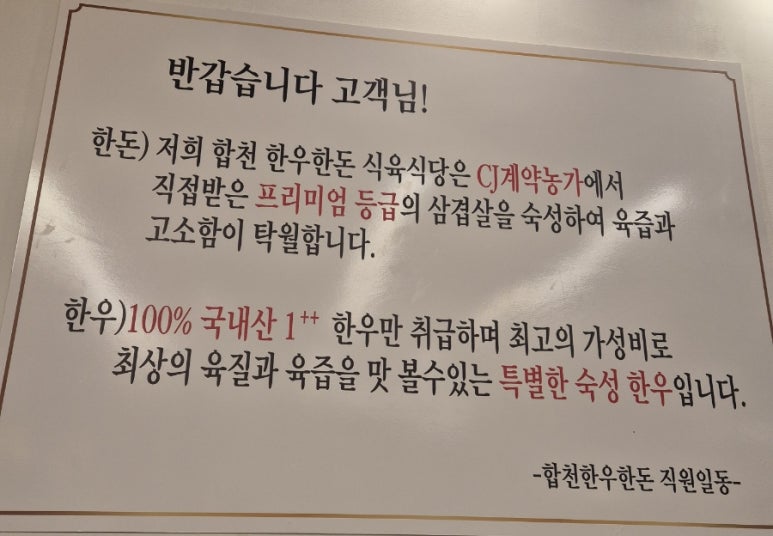 반갑습니다 고객님!
한돈) 저희 합천 한우한돈 식육식당은 CJ계약농가에서
직접받은 프리미엄 등급의 삼겹살을 숙성하여 육즙과
고소함이 탁월합니다.
한우)100% 국내산 1++ 한우만 취급하며 최고의 가성비로
최상의 육질과 육즙을 맛 볼수있는 특별한 숙성 한우입니다.
-합천한우한돈 직원일동-